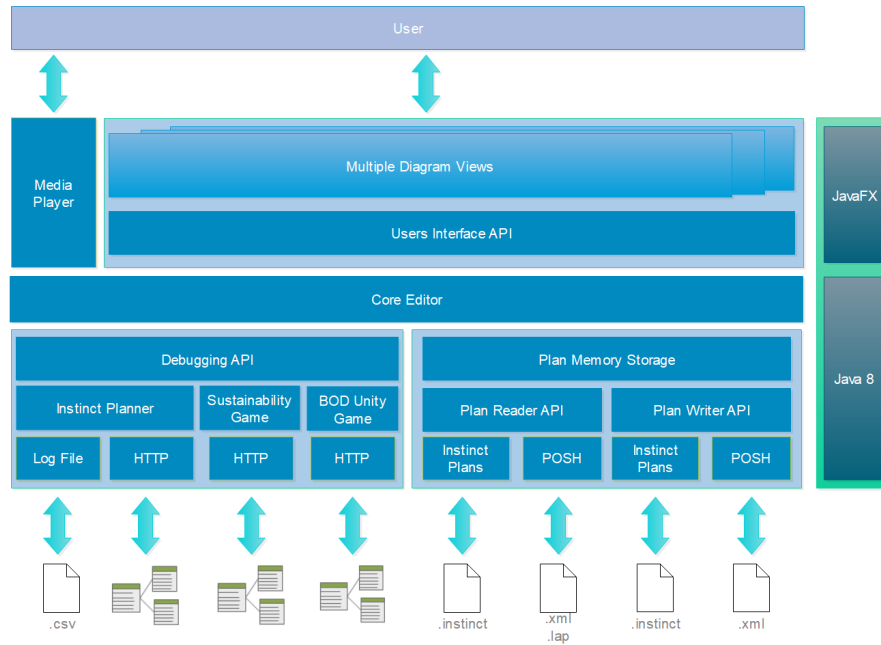 User
Media
Player
Multiple Diagram Views
Users Interface API
JavaFX
Core Editor
Java 8
Debugging API
Instinct Planner
Sustainability
Game
BOD Unity
Game
Log File
HTTP
HTTP
HTTP
Plan Memory Storage
Plan Reader API
Plan Writer API
Instinct
Plans
POSH
Instinct
Plans
POSH
.csv
.instinct
.xml
.lap
.instinct
.xml